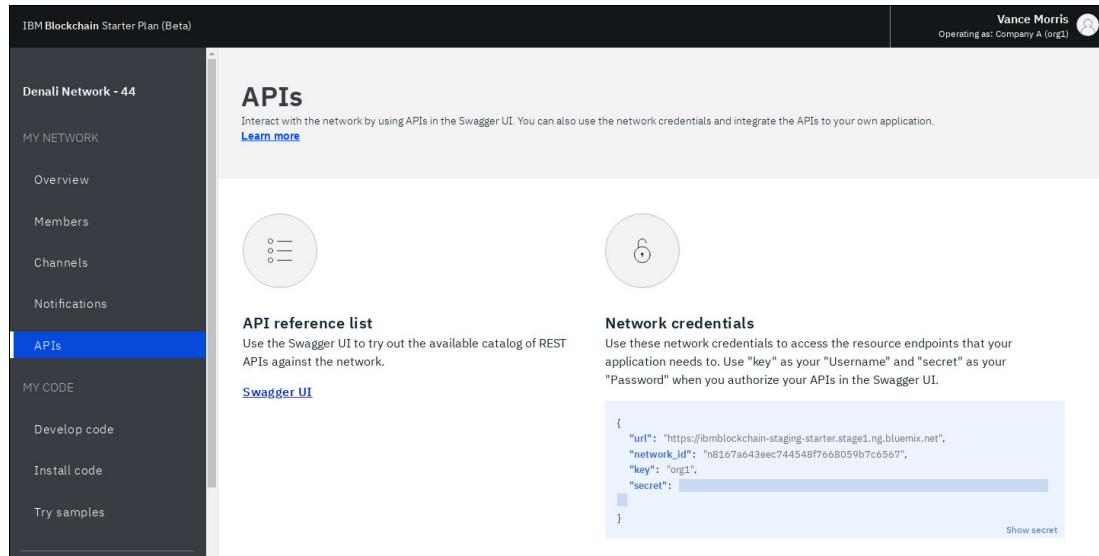 IBM Blockchain Starter Plan (Beta)
Vance Morris
Operating as: Company A (org1)
Denali Network - 44
MY NETWORK
Overview
Members
Channels
Notifications
APIs
MY CODE
Develop code
Install code
Try samples
APIs
Interact with the network by using APIs in the Swagger UI. You can also use the network credentials and integrate the APIs to your own application.
Learn more
API reference list
Use the Swagger UI to try out the available catalog of REST
APIs against the network.
Swagger UI
Network credentials
Use these network credentials to access the resource endpoints that your
application needs to. Use "key" as your "Username" and "secret" as your
"Password" when you authorize your APIs in the Swagger UI.
{
"url": "https://ibmblockchain-staging-starter.stage1.ng.bluemix.net",
"network_id": "n8167a643eec744548f7668059b7c6567",
"key": "org1",
"secret":
}
Show secret